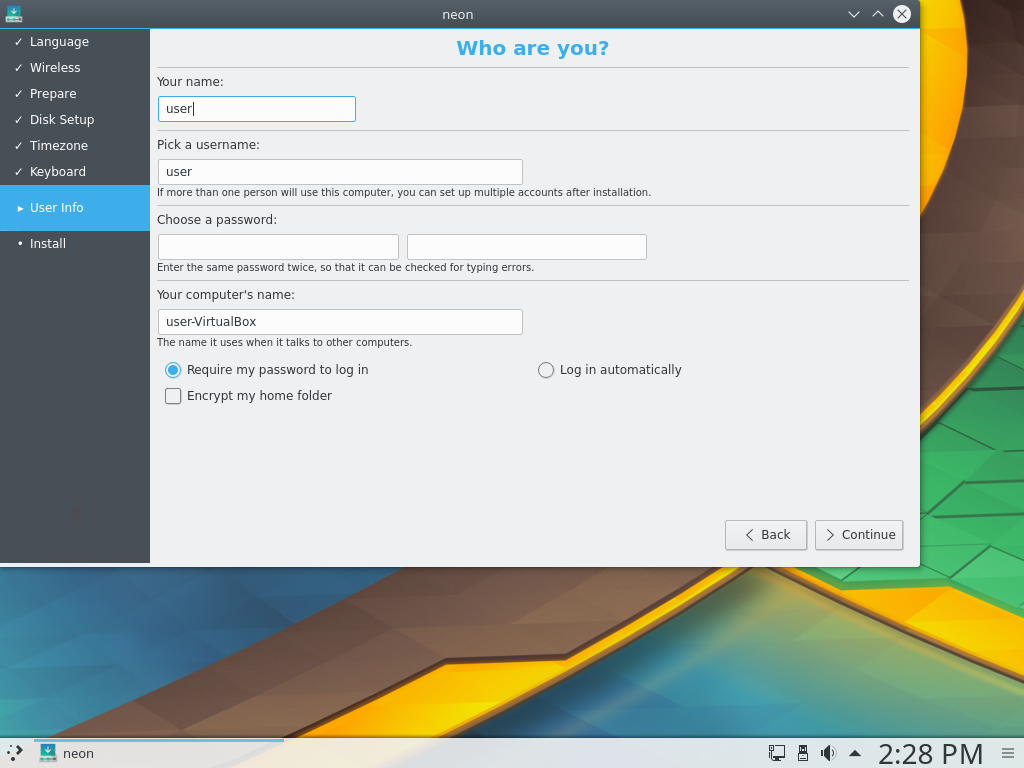 neon
✓ Language
✓ Wireless
✓ Prepare
✓ Disk Setup
✓ Timezone
✓ Keyboard
▸ User Info
• Install
Who are you?
Your name:
user
Pick a username:
user
If more than one person will use this computer, you can set up multiple accounts after installation.
Choose a password:
Enter the same password twice, so that it can be checked for typing errors.
Your computer's name:
user-VirtualBox
The name it uses when it talks to other computers.
Require my password to log in
Log in automatically
Encrypt my home folder
Back
Continue
neon
2:28 PM